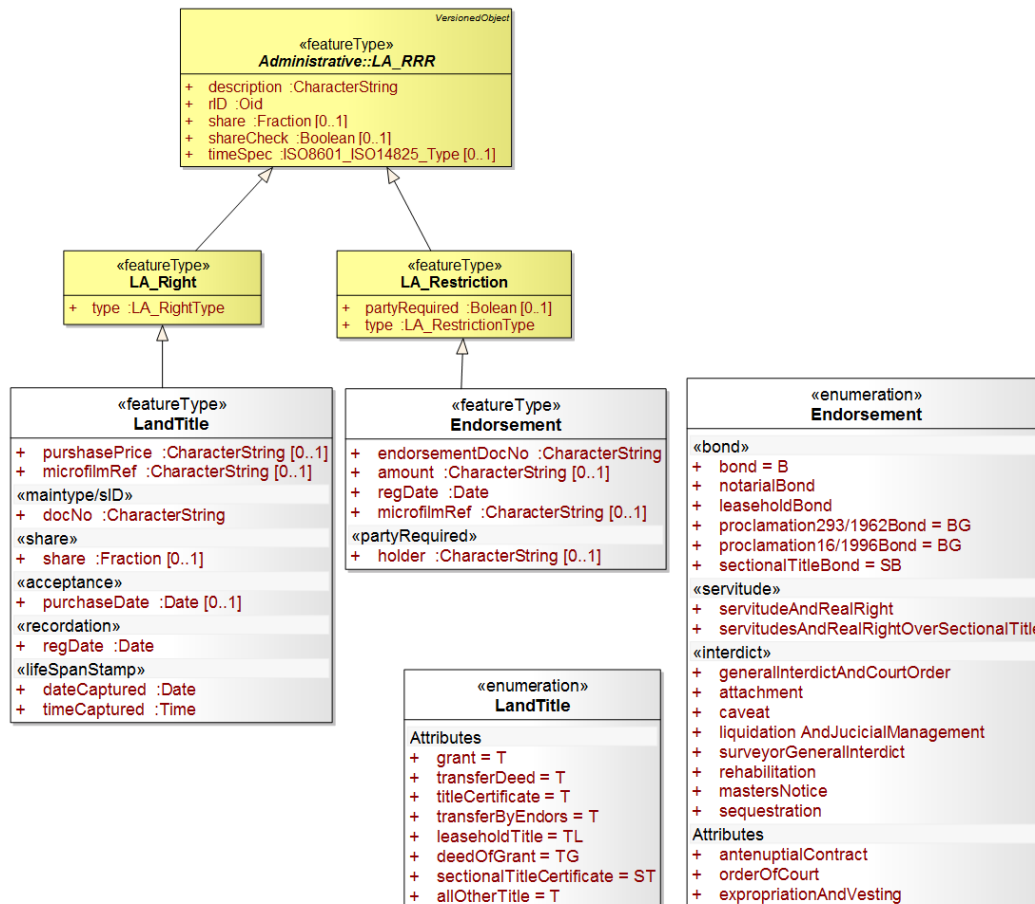 VersionedObject
«featureType»
Administrative::LA_RRR
+ description :CharacterString
+ rID :Oid
+ share :Fraction [0..1]
+ shareCheck :Boolean [0..1]
+ timeSpec :ISO8601_ISO14825_Type [0..1]
«featureType»
LA_Right
+ type :LA_RightType
«featureType»
LA_Restriction
+ partyRequired :Bolean [0..1]
+ type :LA_RestrictionType
«featureType»
LandTitle
+ purshasePrice :CharacterString [0..1]
+ microfilmRef :CharacterString [0..1]
«maintype/sID»
+ docNo :CharacterString
«share»
+ share :Fraction [0..1]
«acceptance»
+ purchaseDate :Date [0..1]
«recordation»
+ regDate :Date
«lifeSpanStamp»
+ dateCaptured :Date
+ timeCaptured :Time
«featureType»
Endorsement
+ endorsementDocNo :CharacterString
+ amount :CharacterString [0..1]
+ regDate :Date
+ microfilmRef :CharacterString [0..1]
«partyRequired»
+ holder :CharacterString [0..1]
«enumeration»
LandTitle
Attributes
+ grant = T
+ transferDeed = T
+ titleCertificate = T
+ transferByEndors = T
+ leaseholdTitle = TL
+ deedOfGrant = TG
+ sectionalTitleCertificate = ST
+ allOtherTitle = T
«enumeration»
Endorsement
«bond»
+ bond = B
+ notarialBond
+ leaseholdBond
+ proclamation293/1962Bond = BG
+ proclamation16/1996Bond = BG
+ sectionalTitleBond = SB
«servitude»
+ servitudeAndRealRight
+ servitudesAndRealRightOverSectionalTitle
«interdict»
+ generalInterdictAndCourtOrder
+ attachment
+ caveat
+ liquidation AndJucicialManagement
+ surveyorGeneralInterdict
+ rehabilitation
+ mastersNotice
+ sequestration
Attributes
+ antenuptialContract
+ orderOfCourt
+ expropriationAndVesting